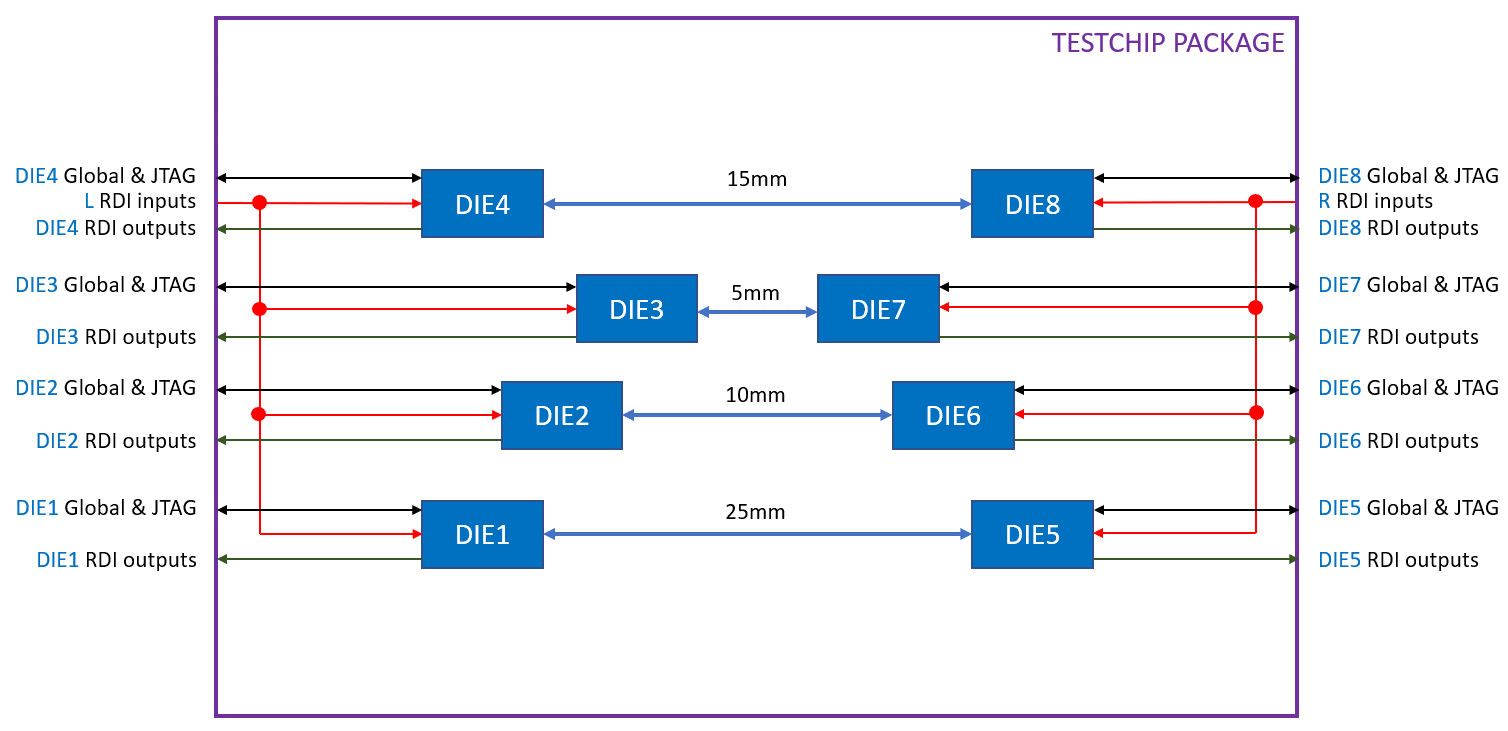 TESTCHIP PACKAGE
DIE4 Global & JTAG
L RDI inputs
DIE4 RDI outputs
DIE4
15mm
DIE8
DIE8 Global & JTAG
R RDI inputs
DIE8 RDI outputs
DIE3 Global & JTAG
DIE3 RDI outputs
DIE3
5mm
DIE7
DIE7 Global & JTAG
DIE7 RDI outputs
DIE2 Global & JTAG
DIE2 RDI outputs
DIE2
10mm
DIE6
DIE6 Global & JTAG
DIE6 RDI outputs
DIE1 Global & JTAG
DIE1 RDI outputs
DIE1
25mm
DIE5
DIE5 Global & JTAG
DIE5 RDI outputs